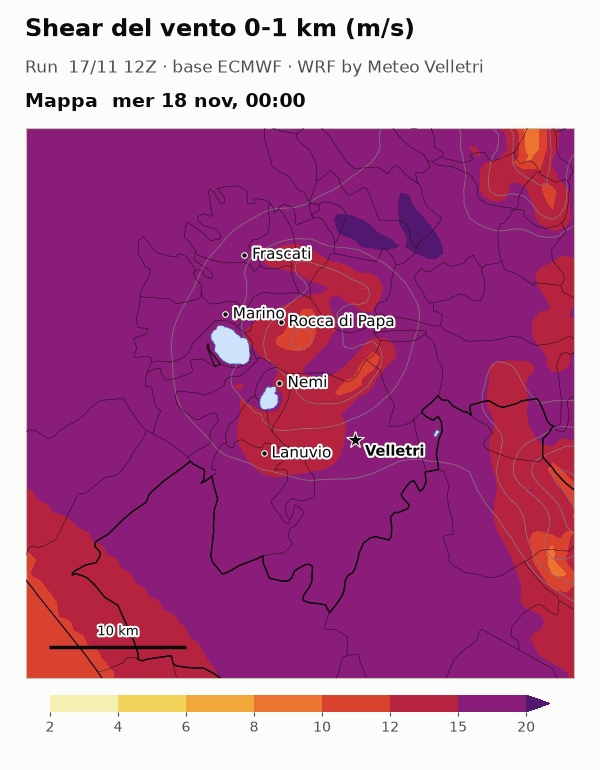 Shear del vento 0-1 km (m/s)
Run  17/11 12Z · base ECMWF · WRF by Meteo Velletri
Mappa  mer 18 nov, 00:00
Frascati
Marino
Rocca di Papa
Nemi
Velletri
Lanuvio
10 km
2 4 6 8 10 12 15 20